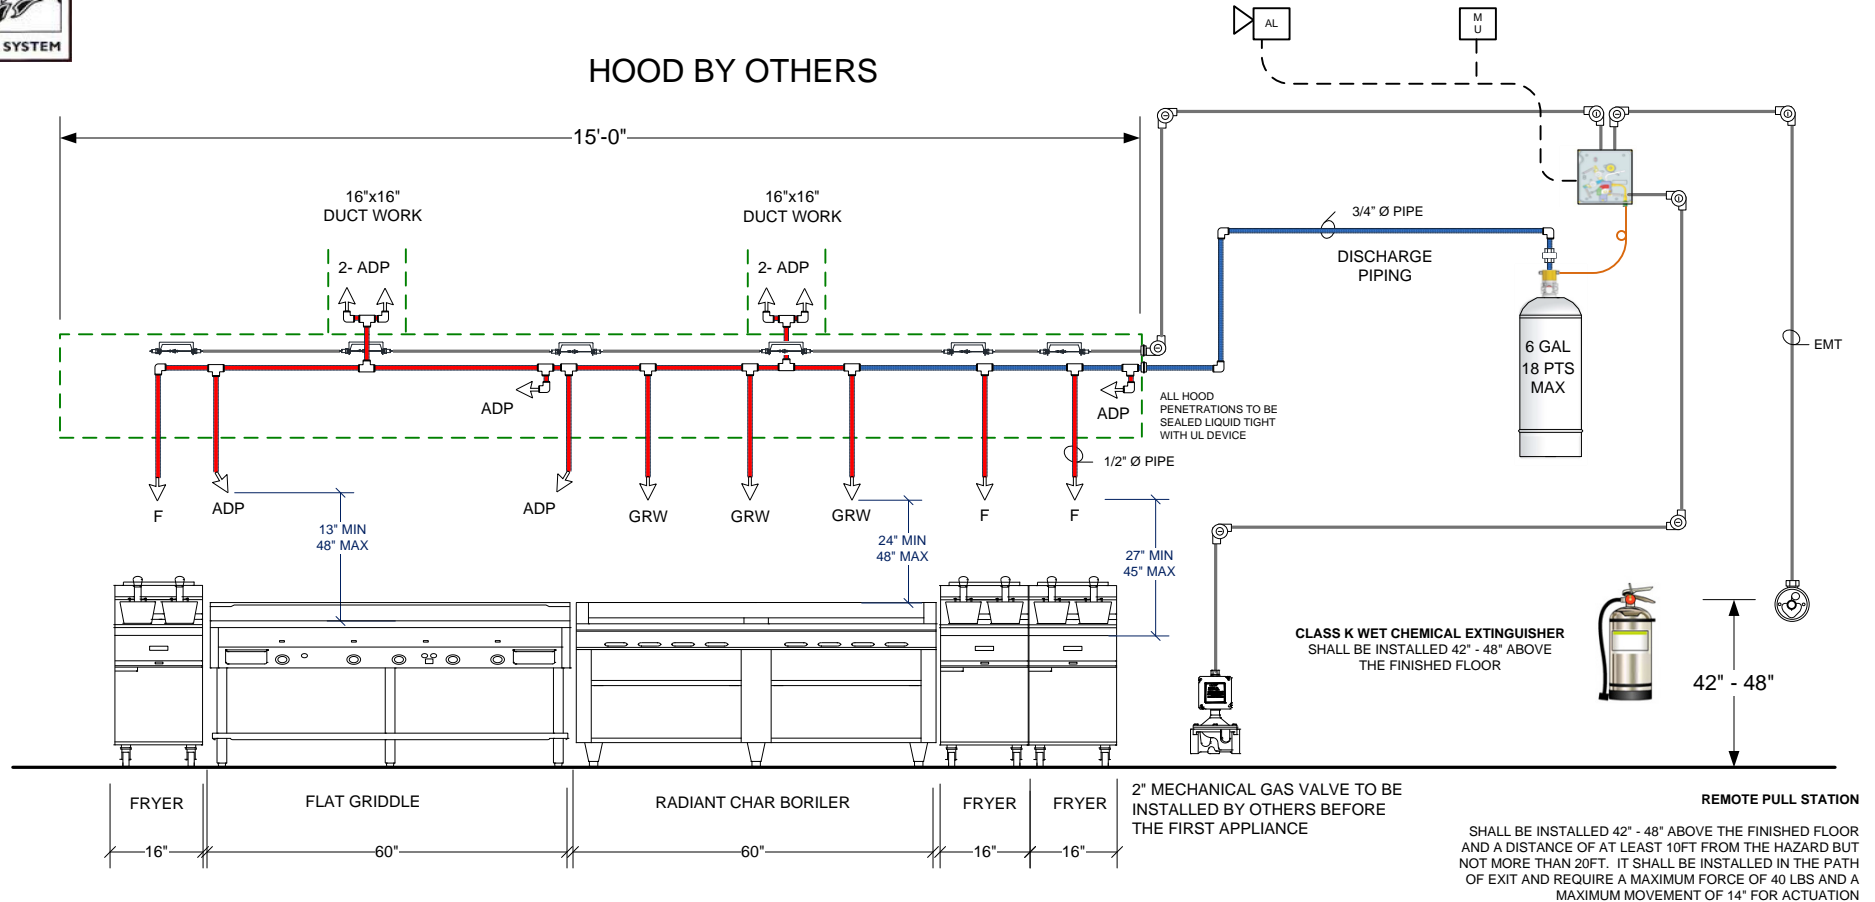 SYSTEM
HOOD BY OTHERS
AL
M
U
15'-0"
16"x16"
DUCT WORK
16"x16"
DUCT WORK
2- ADP
2- ADP
3/4" Ø PIPE
DISCHARGE
PIPING
6 GAL
18 PTS
MAX
EMT
ADP
ADP
ALL HOOD
PENETRATIONS TO BE
SEALED LIQUID TIGHT
WITH UL DEVICE
1/2" Ø PIPE
F
ADP
ADP
GRW
GRW
GRW
F
F
13" MIN
48" MAX
24" MIN
48" MAX
27" MIN
45" MAX
CLASS K WET CHEMICAL EXTINGUISHER
SHALL BE INSTALLED 42" - 48" ABOVE
THE FINISHED FLOOR
42" - 48"
FRYER
FLAT GRIDDLE
RADIANT CHAR BORILER
FRYER
FRYER
16"
60"
60"
16"
16"
2" MECHANICAL GAS VALVE TO BE
INSTALLED BY OTHERS BEFORE
THE FIRST APPLIANCE
REMOTE PULL STATION
SHALL BE INSTALLED 42" - 48" ABOVE THE FINISHED FLOOR
AND A DISTANCE OF AT LEAST 10FT FROM THE HAZARD BUT
NOT MORE THAN 20FT. IT SHALL BE INSTALLED IN THE PATH
OF EXIT AND REQUIRE A MAXIMUM FORCE OF 40 LBS AND A
MAXIMUM MOVEMENT OF 14" FOR ACTUATION